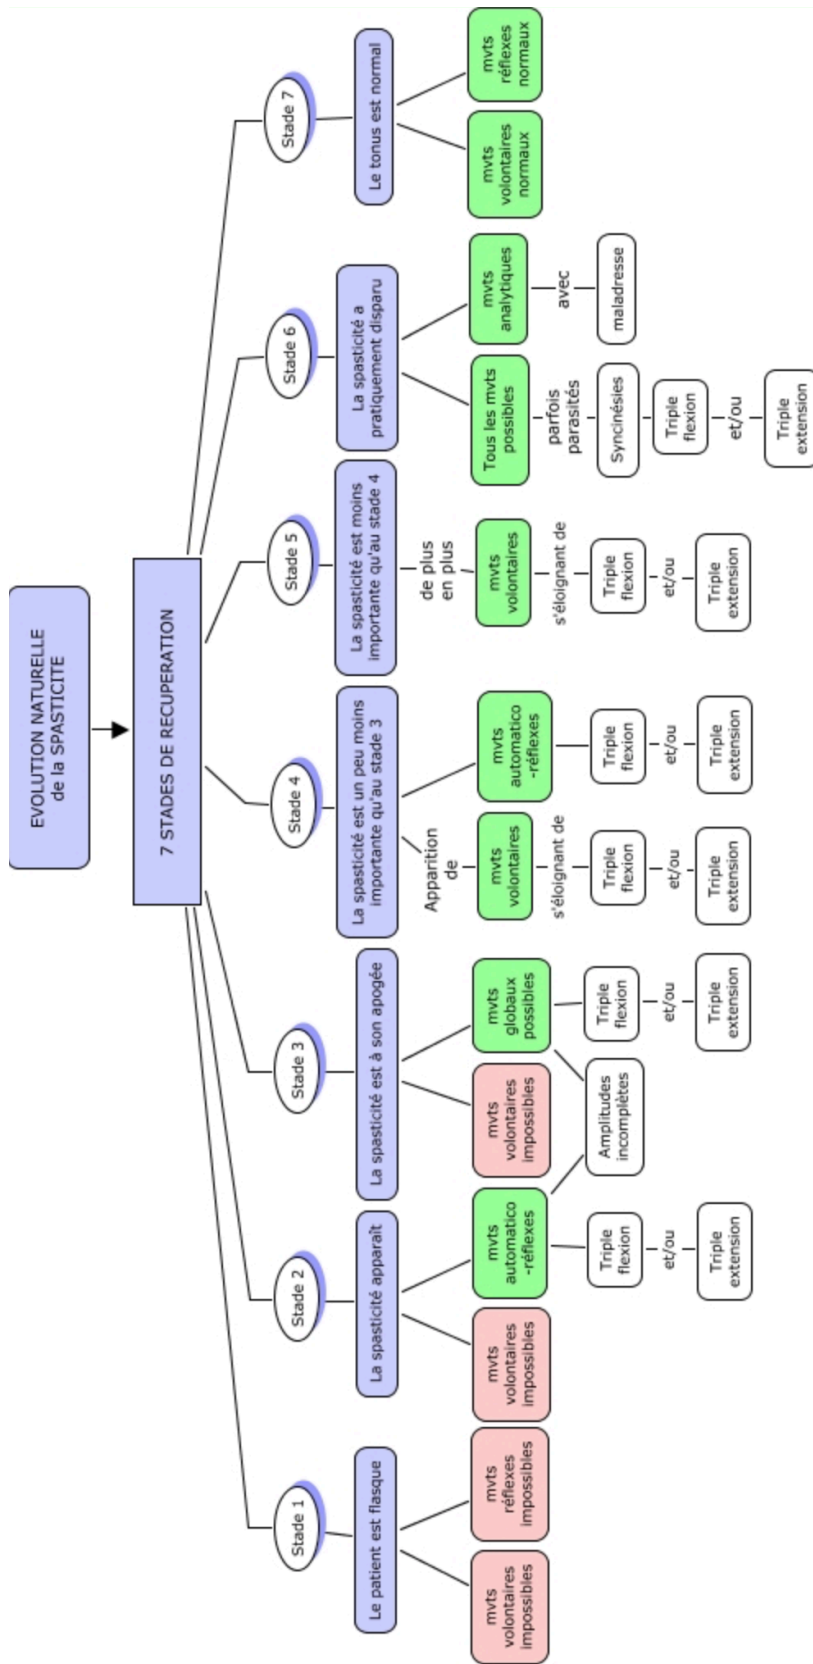 EVOLUTION NATURELLE
de la SPASTICITE
7 STADES DE RECUPERATION
Stade 1
Le patient est flasque
mvts
volontaires
impossibles
mvts
réflexes
impossibles
Stade 2
La spasticité apparaît
mvts
volontaires
impossibles
mvts
automatico
-réflexes
Triple
flexion
et/ou
Triple
extension
Amplitudes
incomplètes
Stade 3
La spasticité est à son apogée
mvts
volontaires
impossibles
mvts
globaux
possibles
Triple
flexion
et/ou
Triple
extension
Stade 4
La spasticité est un peu moins
importante qu'au stade 3
Apparition
de
mvts
volontaires
s'éloignant de
Triple
flexion
et/ou
Triple
extension
mvts
automatico
-réflexes
Triple
flexion
et/ou
Triple
extension
Stade 5
La spasticité est moins
importante qu'au stade 4
de plus
en plus
mvts
volontaires
s'éloignant de
Triple
flexion
et/ou
Triple
extension
Stade 6
La spasticité a
pratiquement disparu
Tous les mvts
possibles
parfois
parasités
Syncinésies
Triple
flexion
et/ou
Triple
extension
mvts
analytiques
avec
maladresse
Stade 7
Le tonus est normal
mvts
volontaires
normaux
mvts
réflexes
normaux